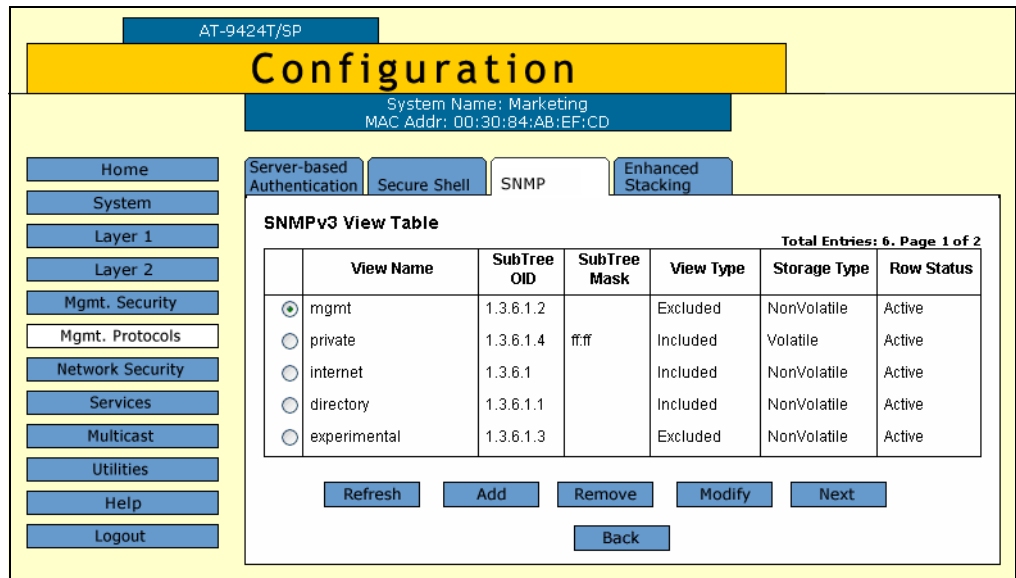 AT-9424T/SP
Configuration
System Name: Marketing
MAC Addr: 00:30:84:AB:EF:CD
Home
System
Layer 1
Layer 2
Mgmt. Security
Mgmt. Protocols
Network Security
Services
Multicast
Utilities
Help
Logout
Server-based Authentication
Secure Shell
SNMP
Enhanced Stacking
SNMPv3 View Table
Total Entries: 6. Page 1 of 2
View Name SubTree OID SubTree Mask View Type Storage Type Row Status
mgmt 1.3.6.1.2 Excluded NonVolatile Active
private 1.3.6.1.4 ff:ff Included Volatile Active
internet 1.3.6.1 Included NonVolatile Active
directory 1.3.6.1.1 Included NonVolatile Active
experimental 1.3.6.1.3 Excluded NonVolatile Active
Refresh Add Remove Modify Next
Back